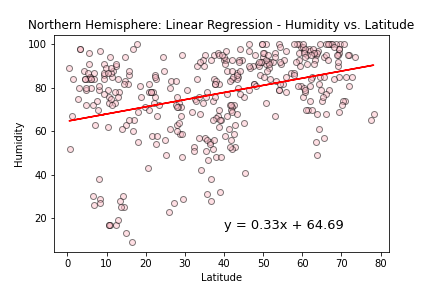 Northern Hemisphere: Linear Regression - Humidity vs. Latitude
100
80
60
40
20
Humidity
y = 0.33x + 64.69
0 10 20 30 40 50 60 70 80
Latitude